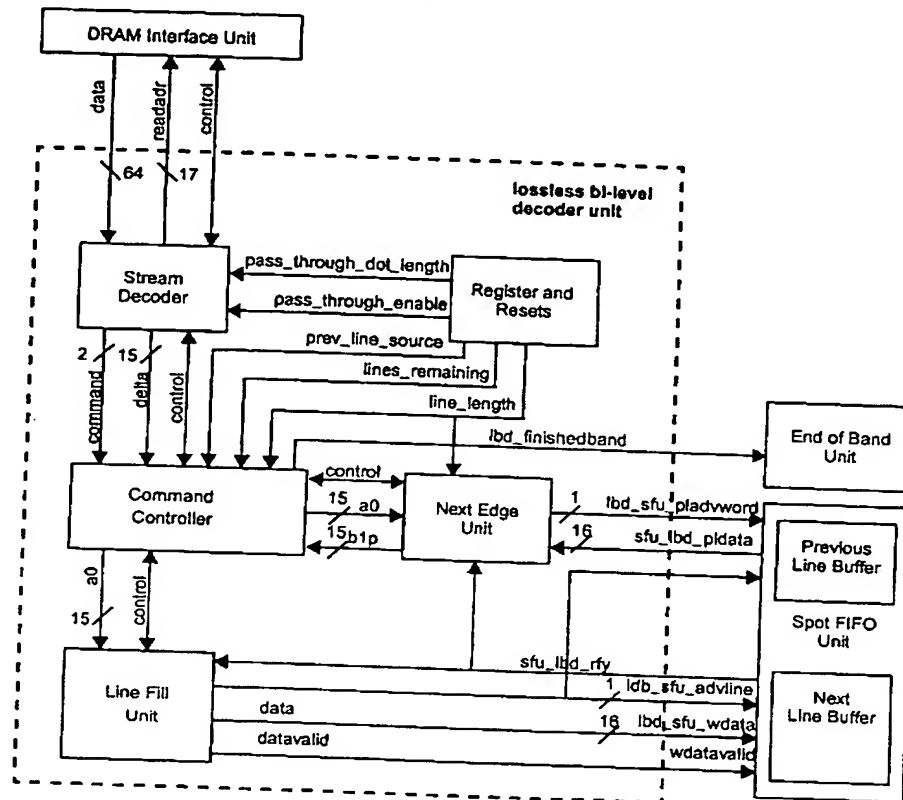 DRAM Interface Unit
data
readadr
control
64
17
lossless bi-level
decoder unit
Stream
Decoder
pass_through_dot_length
pass_through_enable
Register and
Resets
prev_line_source
lines_remaining
line_length
2
15
command
delta
control
lbd_finishedband
End of Band
Unit
Command
Controller
control
15
a0
15
b1p
Next Edge
Unit
1
lbd_sfu_pladvword
16
sfu_lbd_pldata
Previous
Line Buffer
Spot FIFO
Unit
a0
15
control
sfu_lbd_rfy
Line Fill
Unit
1
ldb_sfu_advline
data
16
lbd_sfu_wdata
datavalid
wdatavalid
Next
Line Buffer